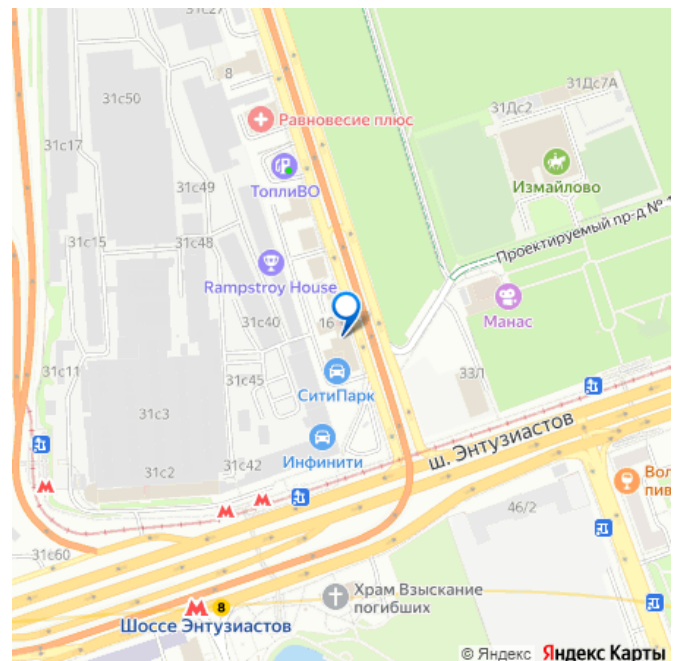 31с27
8
31с50
Равновесие плюс
31Дс7А
31Дс2
31с17
ТоплиВО
Измайлово
31с49
31с15
31с48
Проектируемый пр-д №
Rampstroy House
31с40
16
Манас
31с11
31с45
СитиПарк
33Л
31с3
Инфинити
31с2
31с42
ш. Энтузиастов
Вол
пив
46/2
31с60
8
Шоссе Энтузиастов
Храм Взыскание
погибших
© Яндекс Яндекс Карты